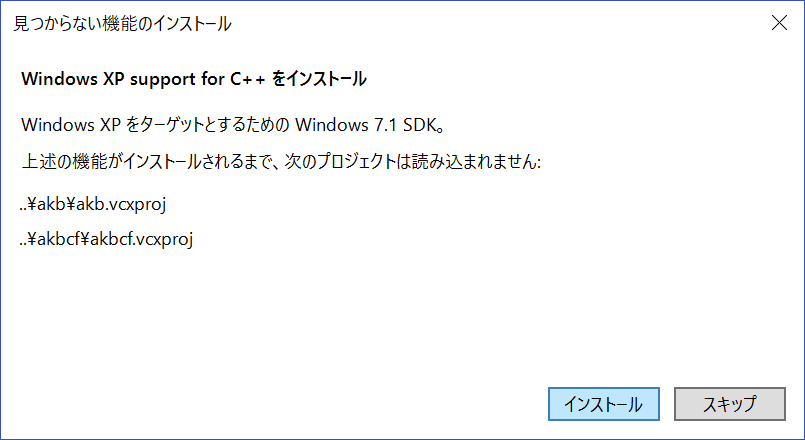 見つからない機能のインストール
Windows XP support for C++ をインストール
Windows XP をターゲットとするための Windows 7.1 SDK。
上述の機能がインストールされるまで、次のプロジェクトは読み込まれません:
..¥akb¥akb.vcxproj
..¥akbcf¥akbcf.vcxproj
インストール
スキップ